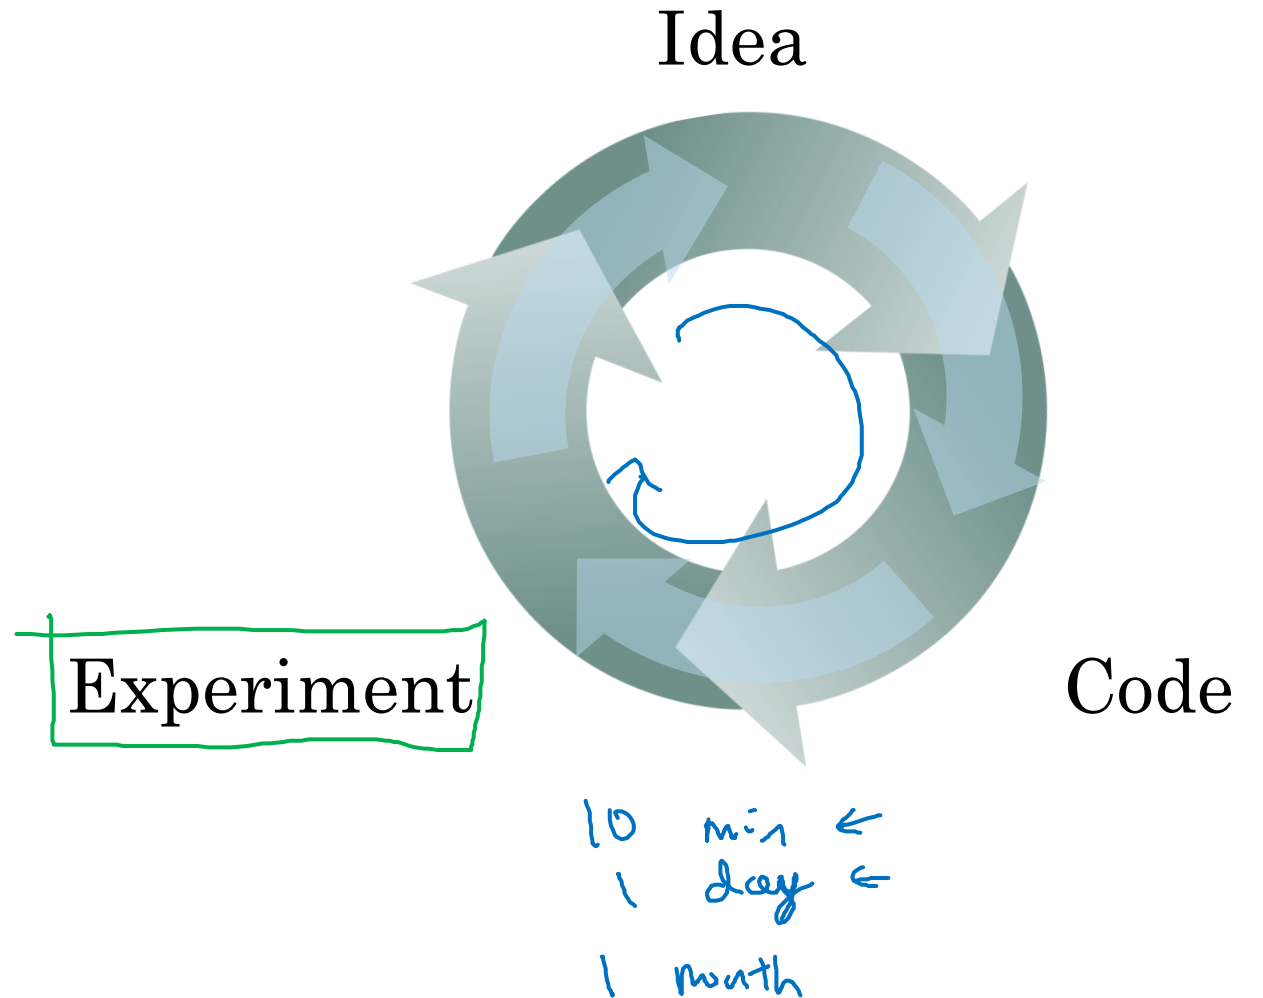 Idea
Experiment
Code
10 min ←
1 day ←
1 month